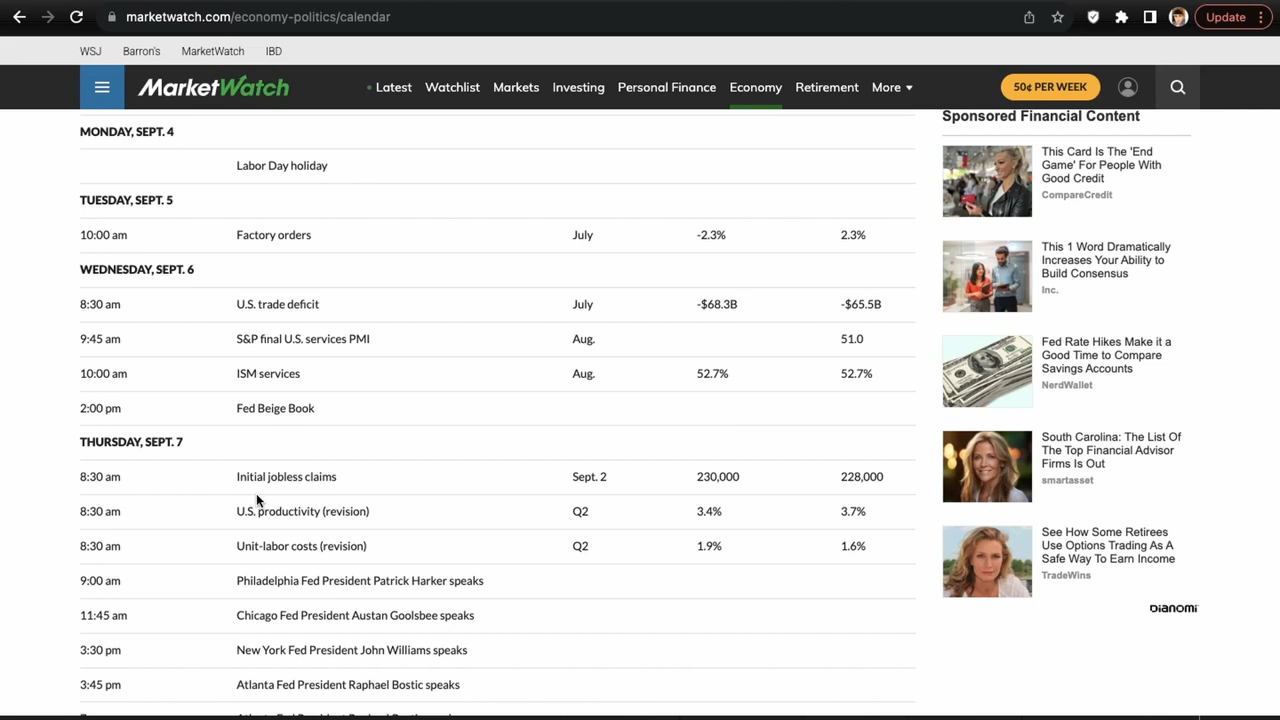 marketwatch.com/economy-politics/calendar
Update
WSJ Barron's MarketWatch IBD
MarketWatch
Latest Watchlist Markets Investing Personal Finance Economy Retirement More
50¢ PER WEEK
MONDAY, SEPT. 4
Labor Day holiday
TUESDAY, SEPT. 5
10:00 am Factory orders July -2.3% 2.3%
WEDNESDAY, SEPT. 6
8:30 am U.S. trade deficit July -$68.3B -$65.5B
9:45 am S&P final U.S. services PMI Aug. 51.0
10:00 am ISM services Aug. 52.7% 52.7%
2:00 pm Fed Beige Book
THURSDAY, SEPT. 7
8:30 am Initial jobless claims Sept. 2 230,000 228,000
8:30 am U.S. productivity (revision) Q2 3.4% 3.7%
8:30 am Unit-labor costs (revision) Q2 1.9% 1.6%
9:00 am Philadelphia Fed President Patrick Harker speaks
11:45 am Chicago Fed President Austan Goolsbee speaks
3:30 pm New York Fed President John Williams speaks
3:45 pm Atlanta Fed President Raphael Bostic speaks
Sponsored Financial Content
This Card Is The 'End
Game' For People With
Good Credit
CompareCredit
This 1 Word Dramatically
Increases Your Ability to
Build Consensus
Inc.
Fed Rate Hikes Make it a
Good Time to Compare
Savings Accounts
NerdWallet
South Carolina: The List Of
The Top Financial Advisor
Firms Is Out
smartasset
See How Some Retirees
Use Options Trading As A
Safe Way To Earn Income
TradeWins
bianomi